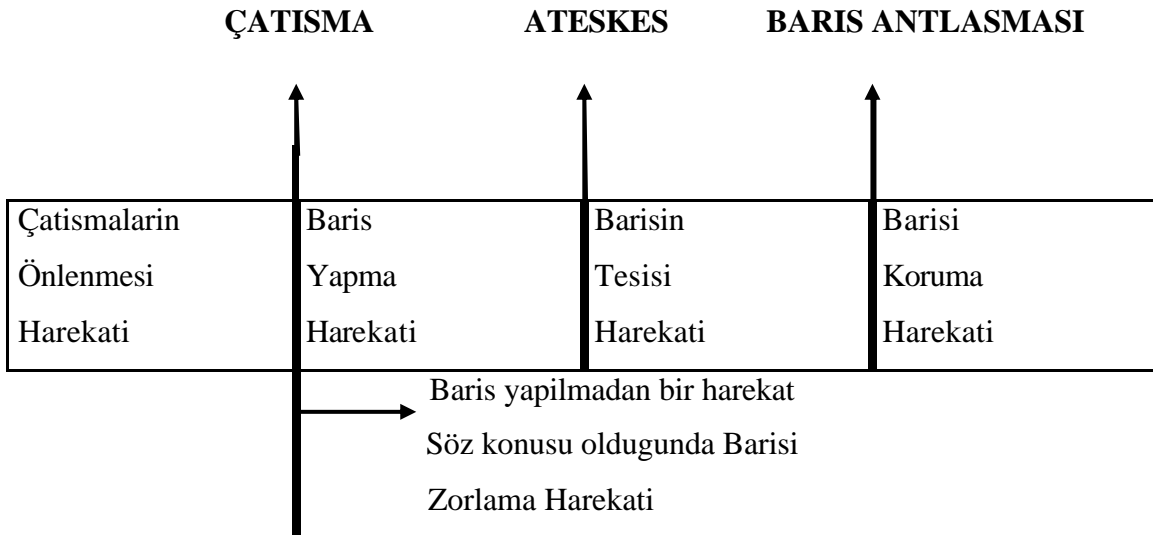 ÇATISMA ATESKES BARIS ANTLASMASI
Çatismalarin
Önlenmesi
Harekati
Baris
Yapma
Harekati
Barisin
Tesisi
Harekati
Barisi
Koruma
Harekati
Baris yapilmadan bir harekat
Söz konusu oldugunda Barisi
Zorlama Harekati